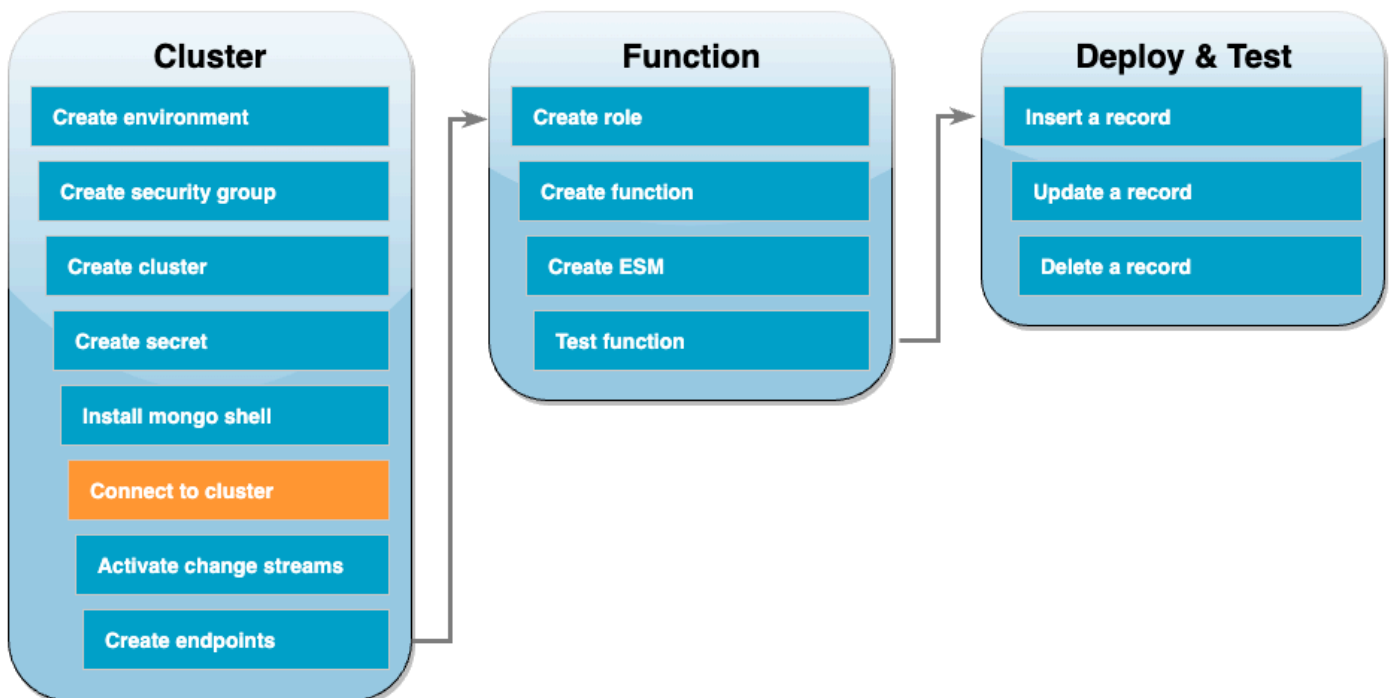 Cluster
Create environment
Create security group
Create cluster
Create secret
Install mongo shell
Connect to cluster
Activate change streams
Create endpoints
Function
Create role
Create function
Create ESM
Test function
Deploy & Test
Insert a record
Update a record
Delete a record